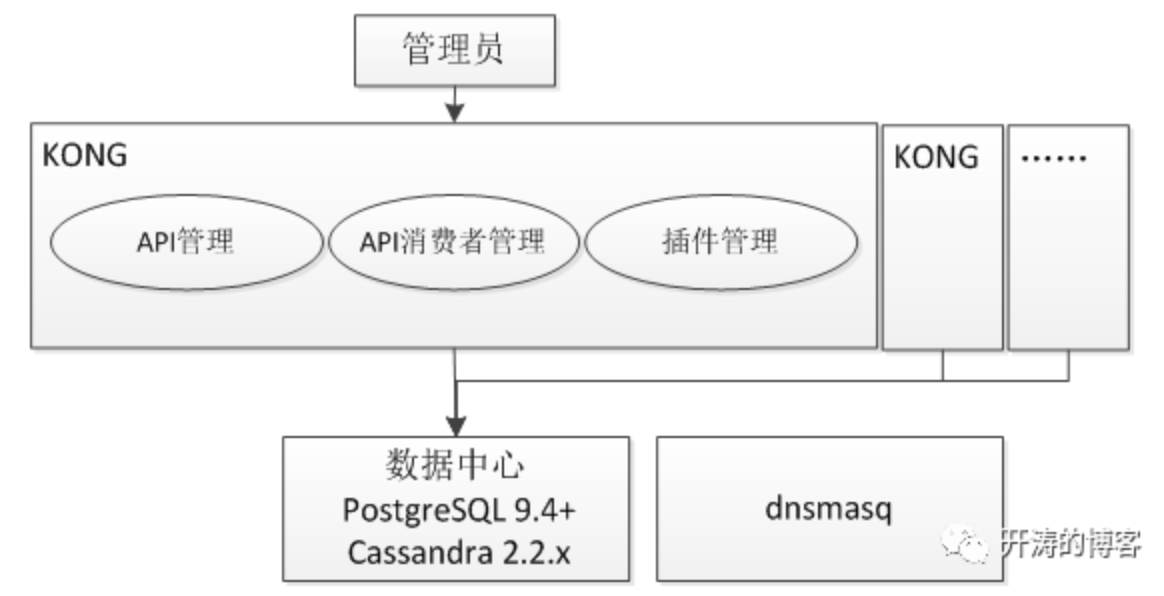 管理员
KONG
KONG
······
API管理
API消费者管理
插件管理
数据中心
PostgreSQL 9.4+
Cassandra 2.2.x
dnsmasq
开涛的博客